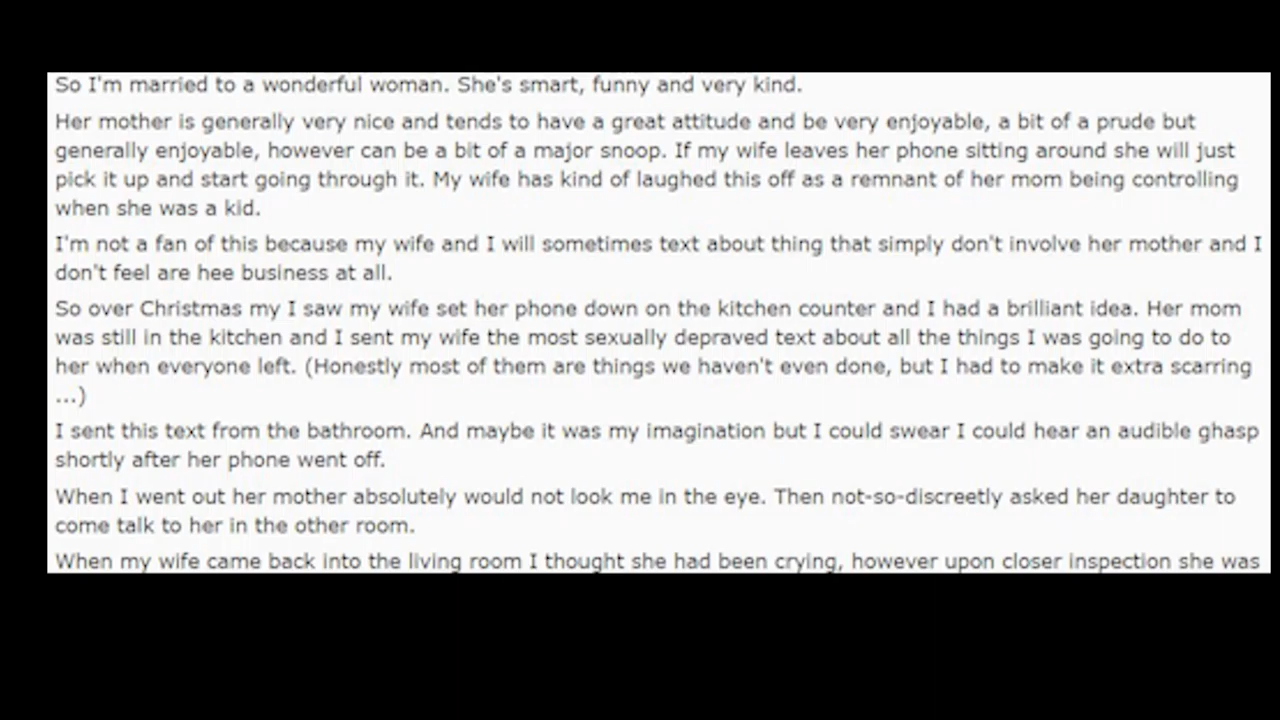 So I'm married to a wonderful woman. She's smart, funny and very kind.
Her mother is generally very nice and tends to have a great attitude and be very enjoyable, a bit of a prude but
generally enjoyable, however can be a bit of a major snoop. If my wife leaves her phone sitting around she will just
pick it up and start going through it. My wife has kind of laughed this off as a remnant of her mom being controlling
when she was a kid.
I'm not a fan of this because my wife and I will sometimes text about thing that simply don't involve her mother and I
don't feel are hee business at all.
So over Christmas my I saw my wife set her phone down on the kitchen counter and I had a brilliant idea. Her mom
was still in the kitchen and I sent my wife the most sexually depraved text about all the things I was going to do to
her when everyone left. (Honestly most of them are things we haven't even done, but I had to make it extra scarring
...)
I sent this text from the bathroom. And maybe it was my imagination but I could swear I could hear an audible ghasp
shortly after her phone went off.
When I went out her mother absolutely would not look me in the eye. Then not-so-discreetly asked her daughter to
come talk to her in the other room.
When my wife came back into the living room I thought she had been crying, however upon closer inspection she was